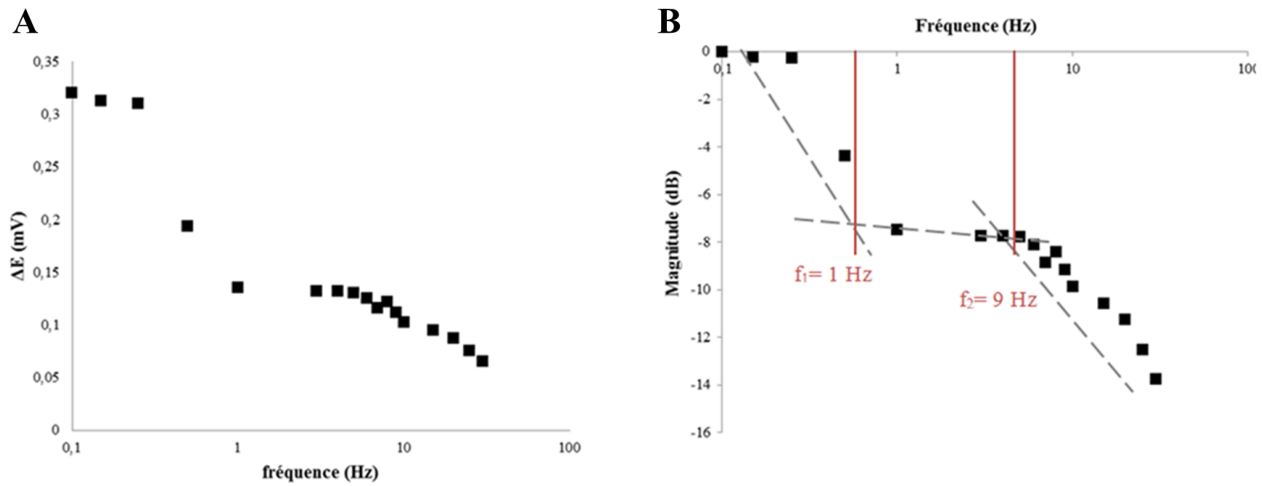 A
0,35
0,3
0,25
0,2
0,15
0,1
0,05
0
0,1 1 10 100
ΔE (mV)
fréquence (Hz)
B
Fréquence (Hz)
0
0,1 1 10 100
-2
-4
-6
-8
-10
-12
-14
-16
Magnitude (dB)
f₁= 1 Hz
f₂= 9 Hz